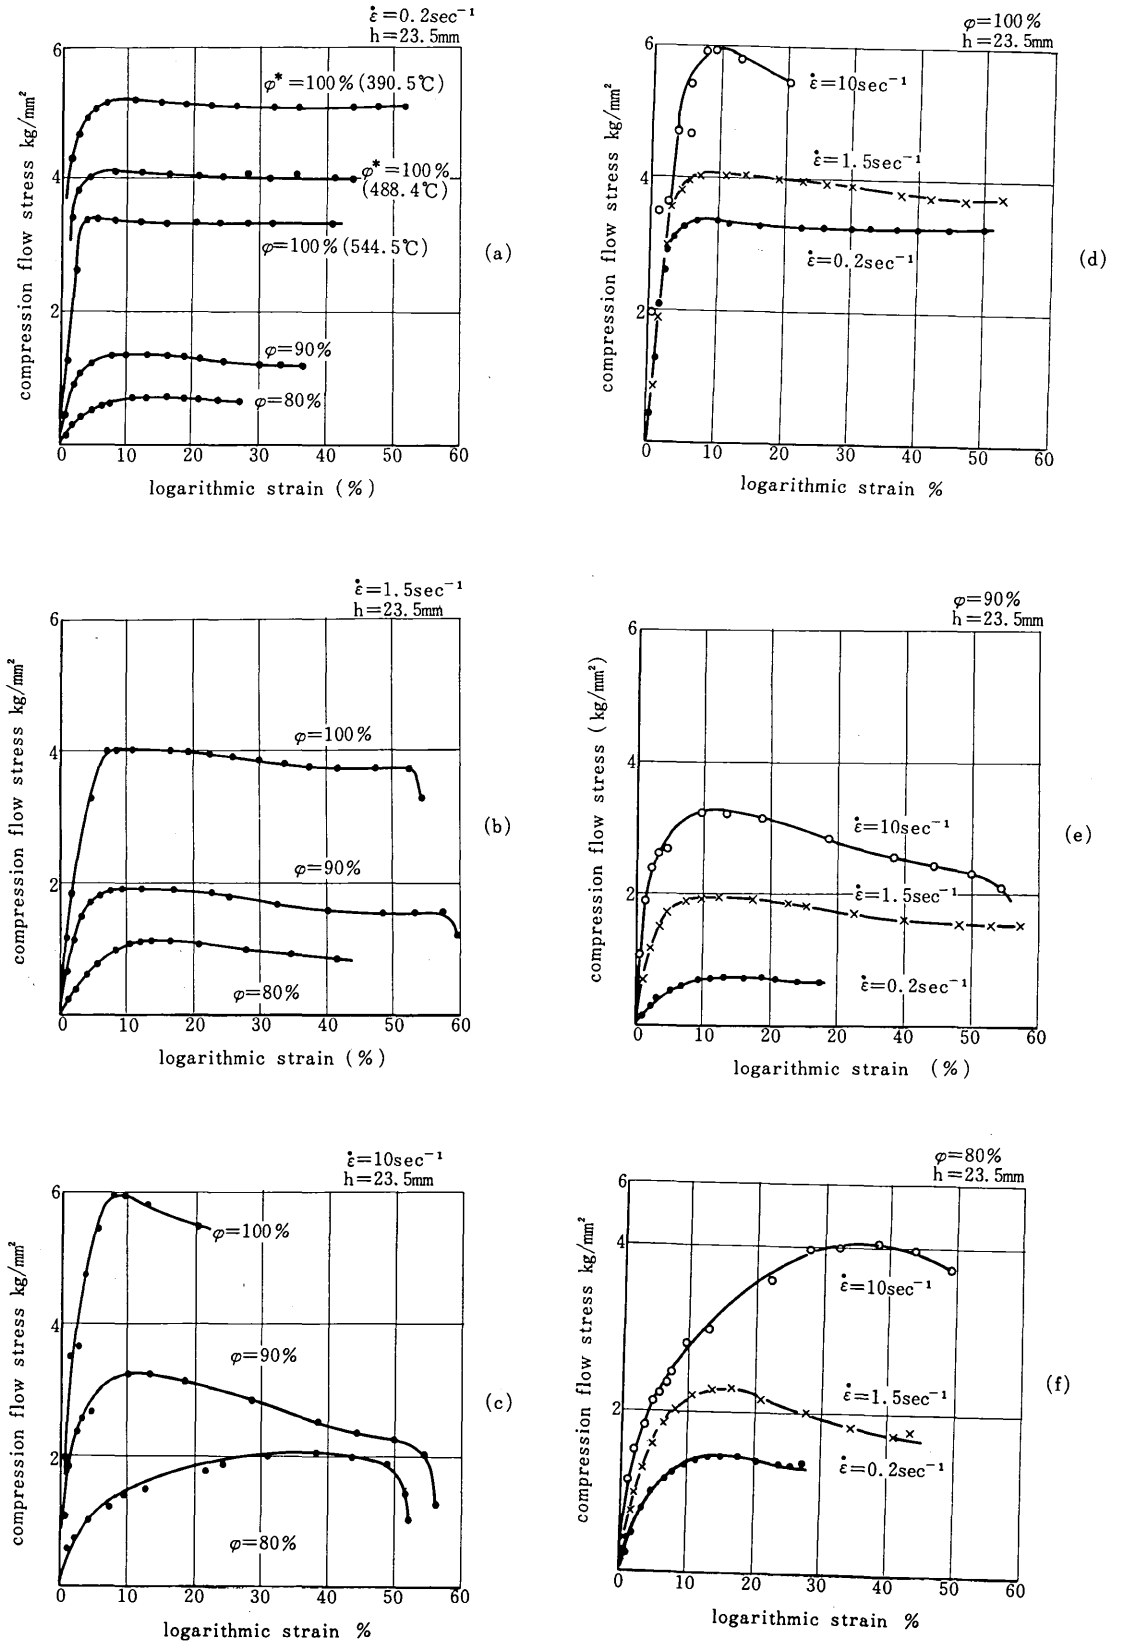 ε̇=0.2sec⁻¹
h=23.5mm
6
4
2
compression flow stress kg/mm²
φ*=100%(390.5℃)
φ*=100%
(488.4℃)
φ=100%(544.5℃)
φ=90%
φ=80%
0 10 20 30 40 50 60
logarithmic strain (%)
(a)
φ=100%
h=23.5mm
6
4
2
compression flow stress kg/mm²
ε̇=10sec⁻¹
ε̇=1.5sec⁻¹
ε̇=0.2sec⁻¹
0 10 20 30 40 50 60
logarithmic strain %
(d)
ε̇=1.5sec⁻¹
h=23.5mm
6
4
2
compression flow stress kg/mm²
φ=100%
φ=90%
φ=80%
0 10 20 30 40 50 60
logarithmic strain (%)
(b)
φ=90%
h=23.5mm
6
4
2
compression flow stress (kg/mm²)
ε̇=10sec⁻¹
ε̇=1.5sec⁻¹
ε̇=0.2sec⁻¹
0 10 20 20 40 50 60
logarithmic strain (%)
(e)
ε̇=10sec⁻¹
h=23.5mm
6
4
2
compression flow stress kg/mm²
φ=100%
φ=90%
φ=80%
0 10 20 30 40 50 60
logarithmic strain %
(c)
φ=80%
h=23.5mm
6
4
2
compression flow stress kg/mm²
ε̇=10sec⁻¹
ε̇=1.5sec⁻¹
ε̇=0.2sec⁻¹
0 10 20 30 40 50 60
logarithmic strain %
(f)